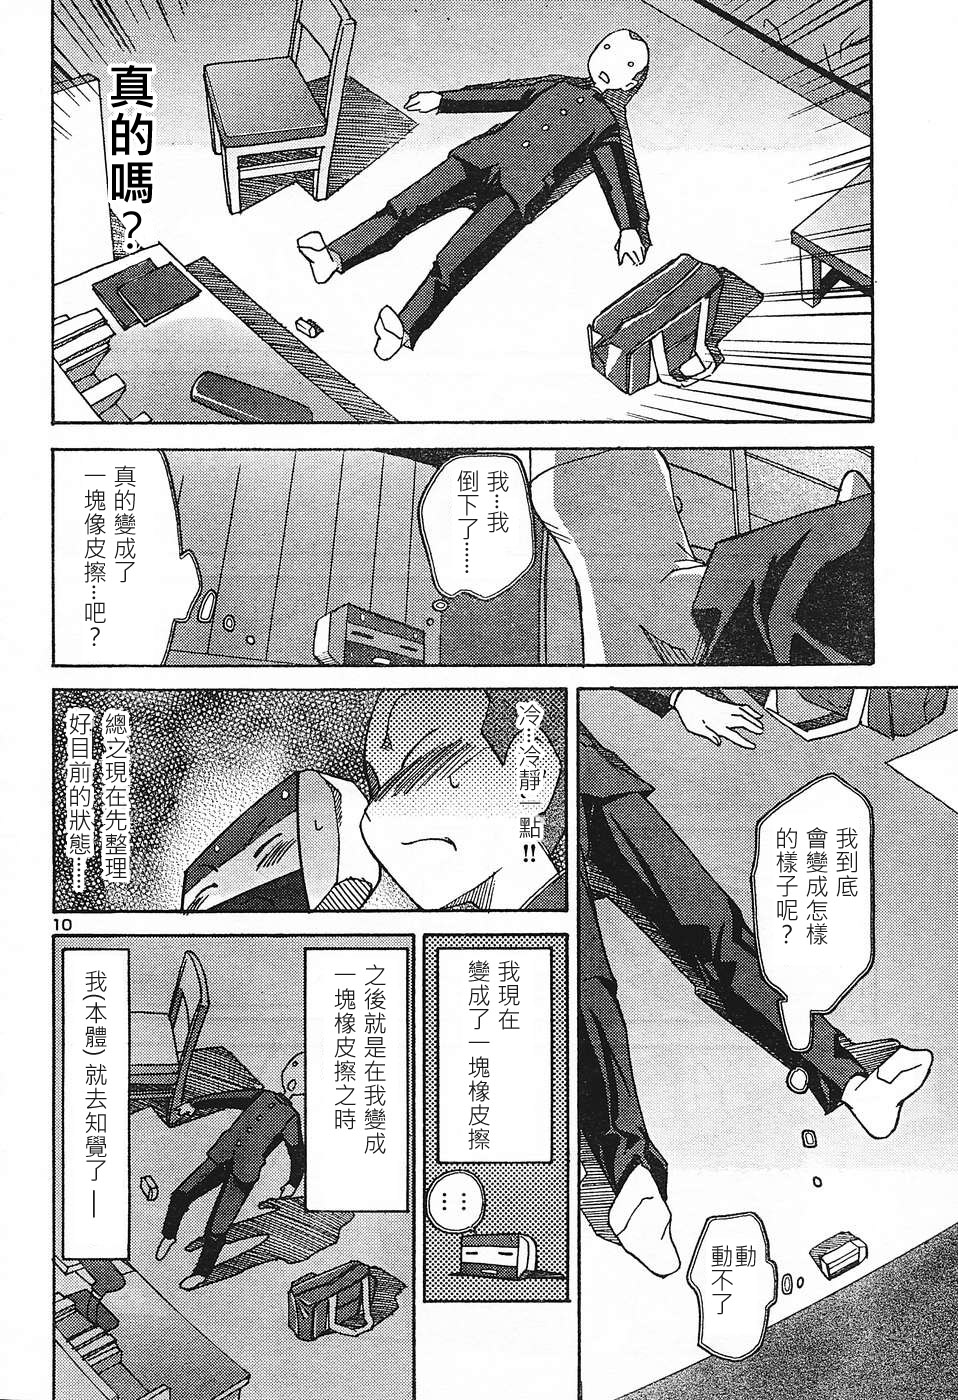 真的嗎?
我…我
倒下了……
真的變成了
一塊像皮擦…吧？
我到底
會變成怎樣
的樣子呢？
動
動不了
冷…冷靜一點!!
總之現在先整理
好目前的狀態……
我現在
變成了一塊橡皮擦
……
之後就是在我變成
一塊橡皮擦之時
我(本體)就去知覺了——
10